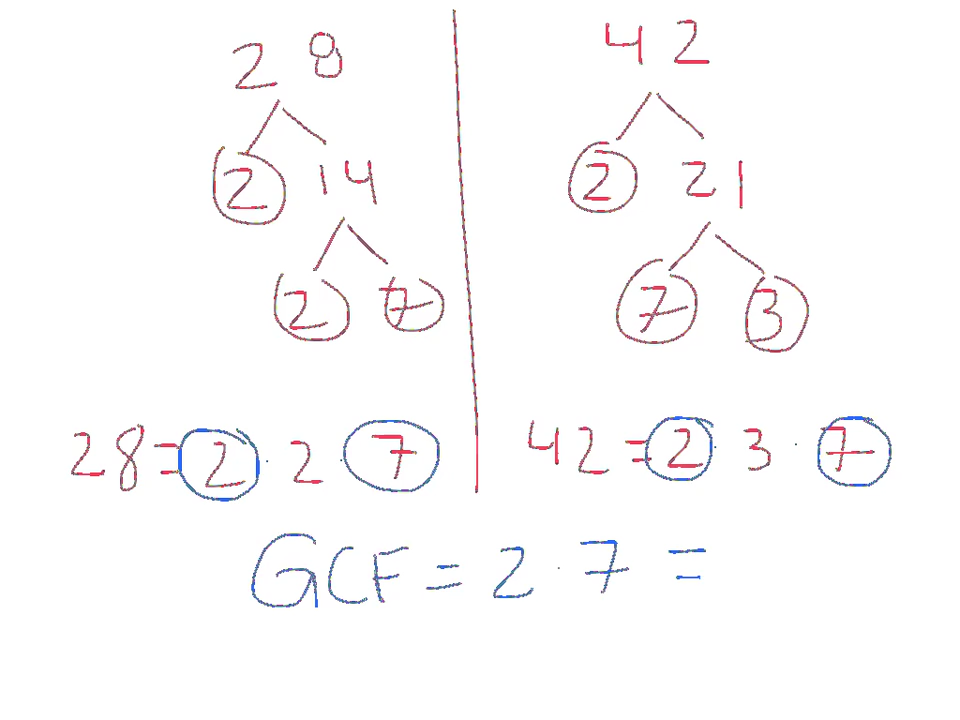 28 42
2 14 2 21
2 7 7 3
28 = 2 · 2 7 42 = 2 · 3 · 7
GCF = 2 · 7 =